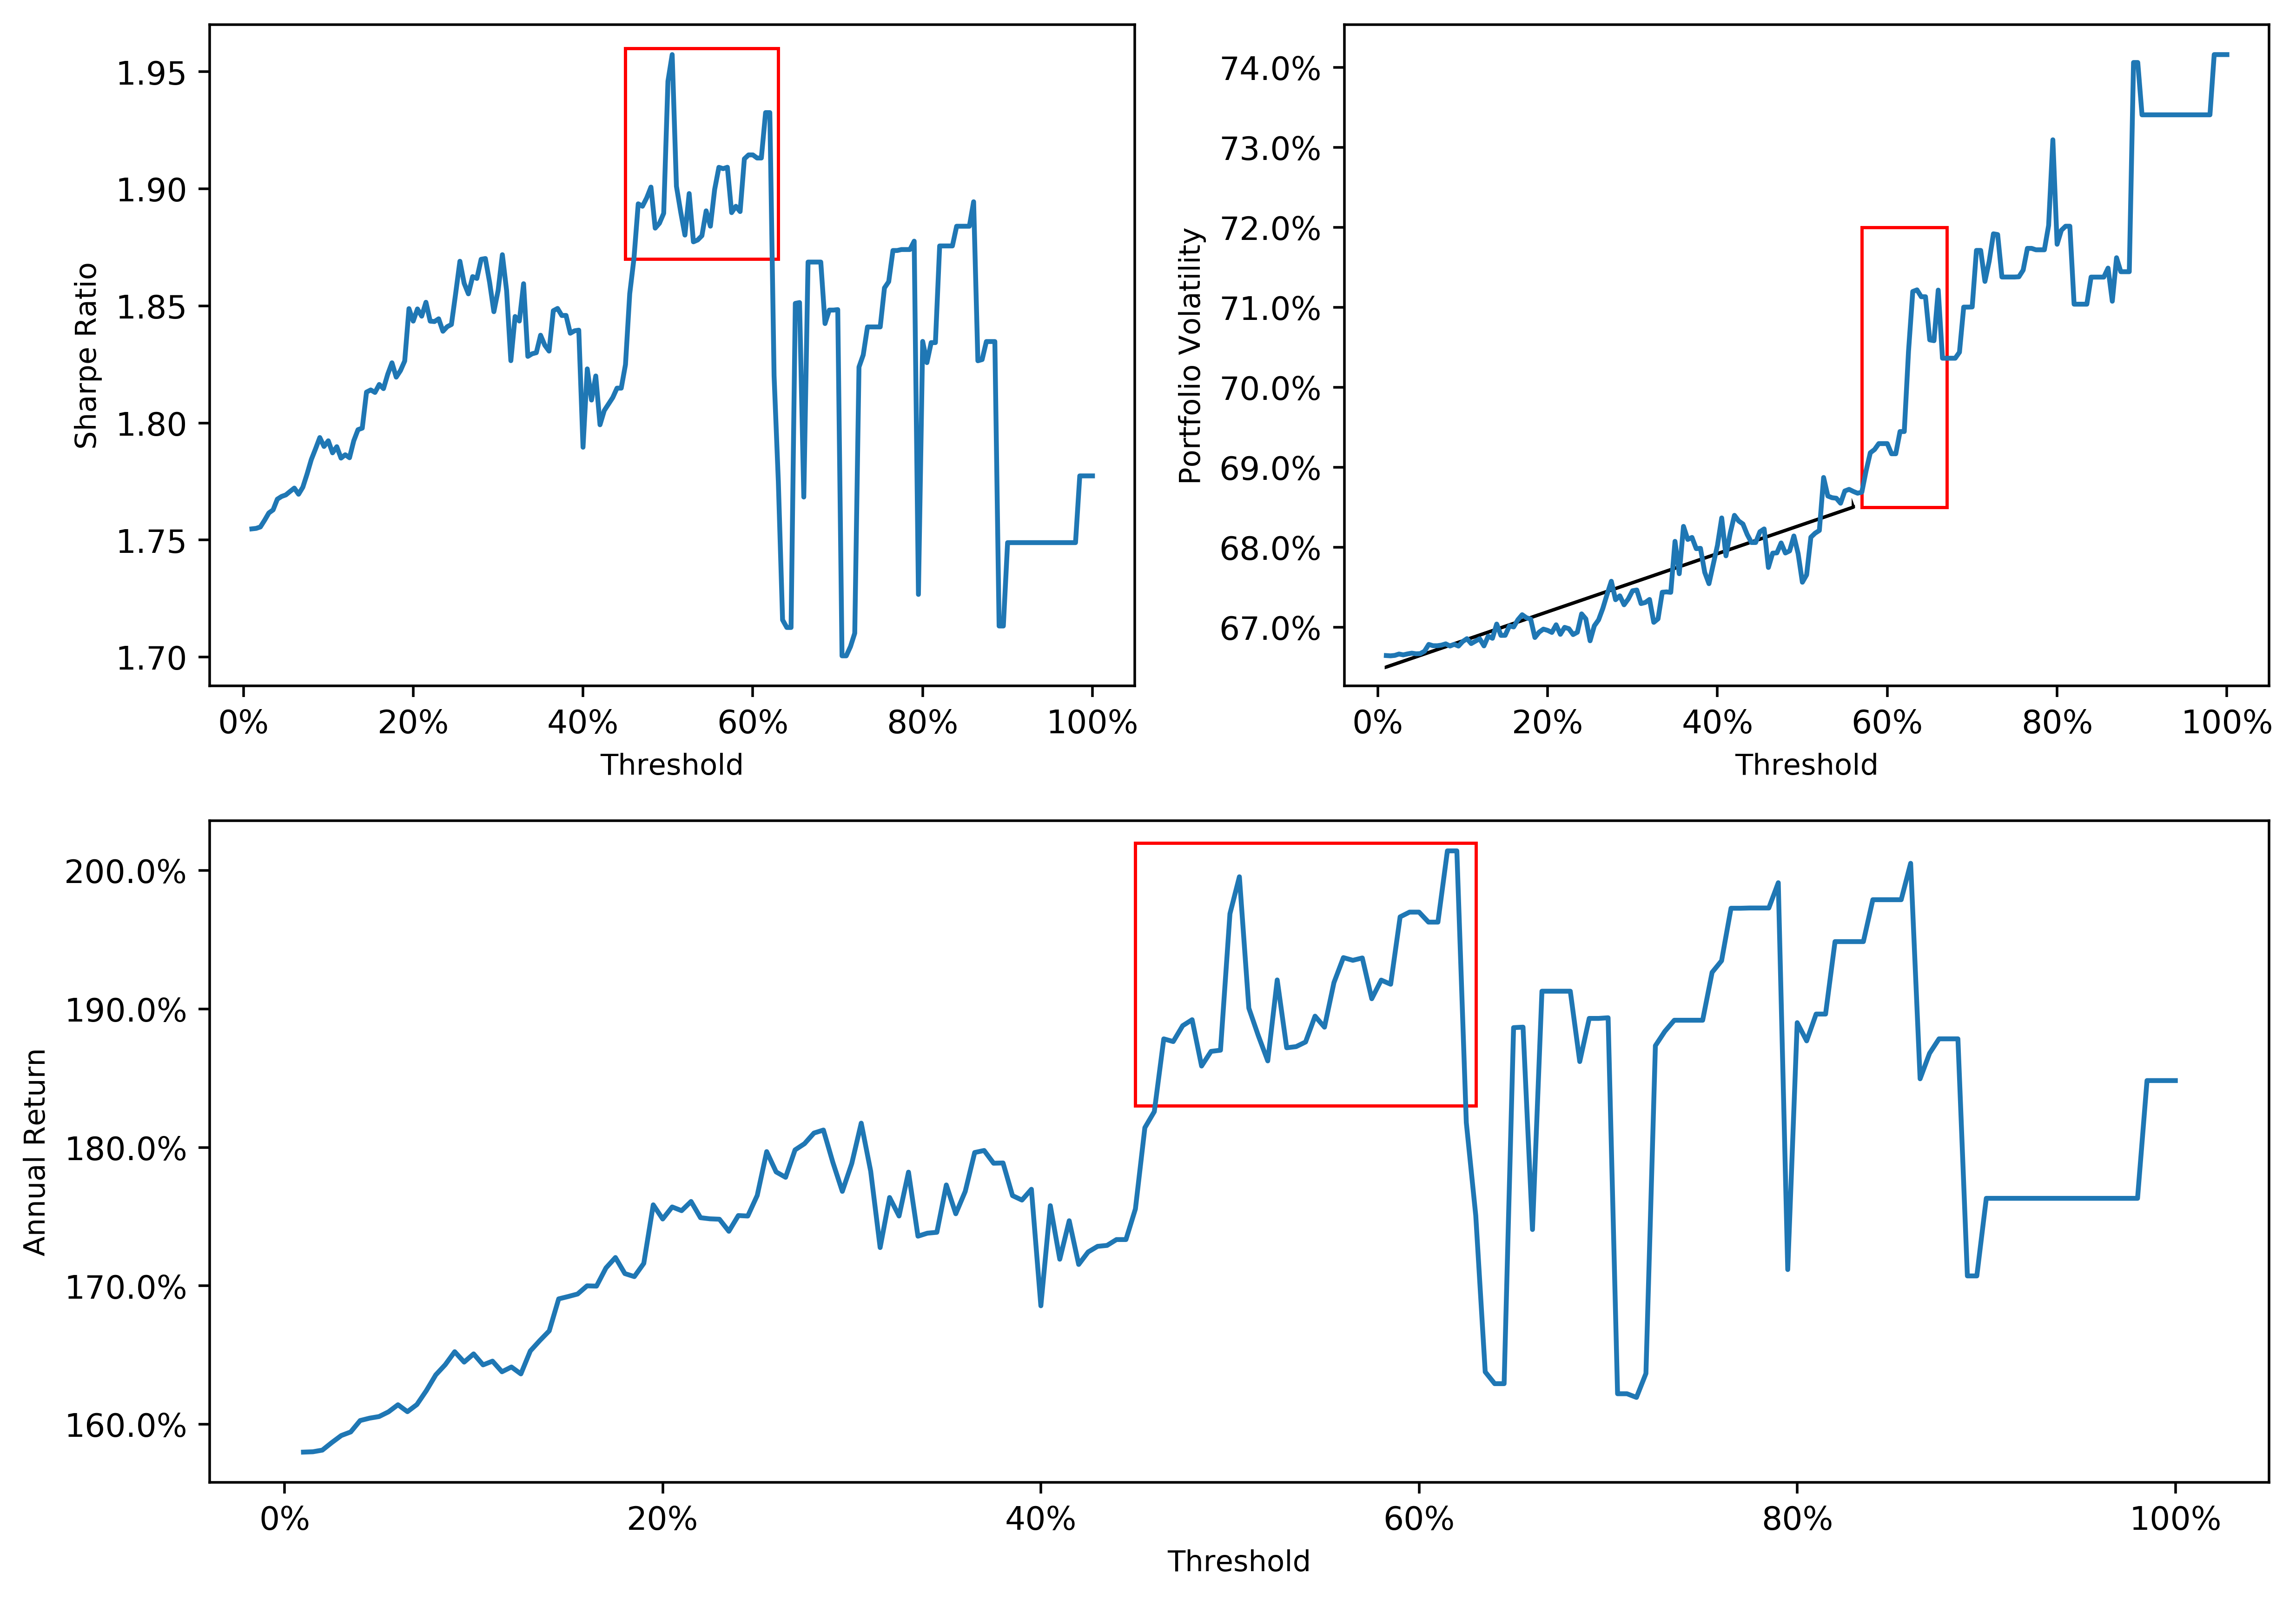 1.95
1.90
1.85
1.80
1.75
1.70
Sharpe Ratio
0% 20% 40% 60% 80% 100%
Threshold
74.0%
73.0%
72.0%
71.0%
70.0%
69.0%
68.0%
67.0%
Portfolio Volatility
0% 20% 40% 60% 80% 100%
Threshold
200.0%
190.0%
180.0%
170.0%
160.0%
Annual Return
0% 20% 40% 60% 80% 100%
Threshold